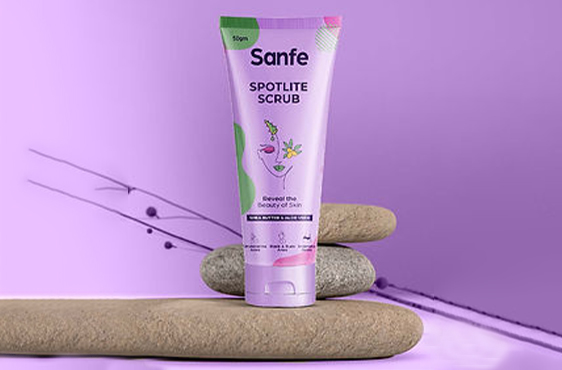 50gm
Sanfe
SPOTLITE
SCRUB
Reveal the
Beauty of Skin
SHEA BUTTER & ALOE VERA